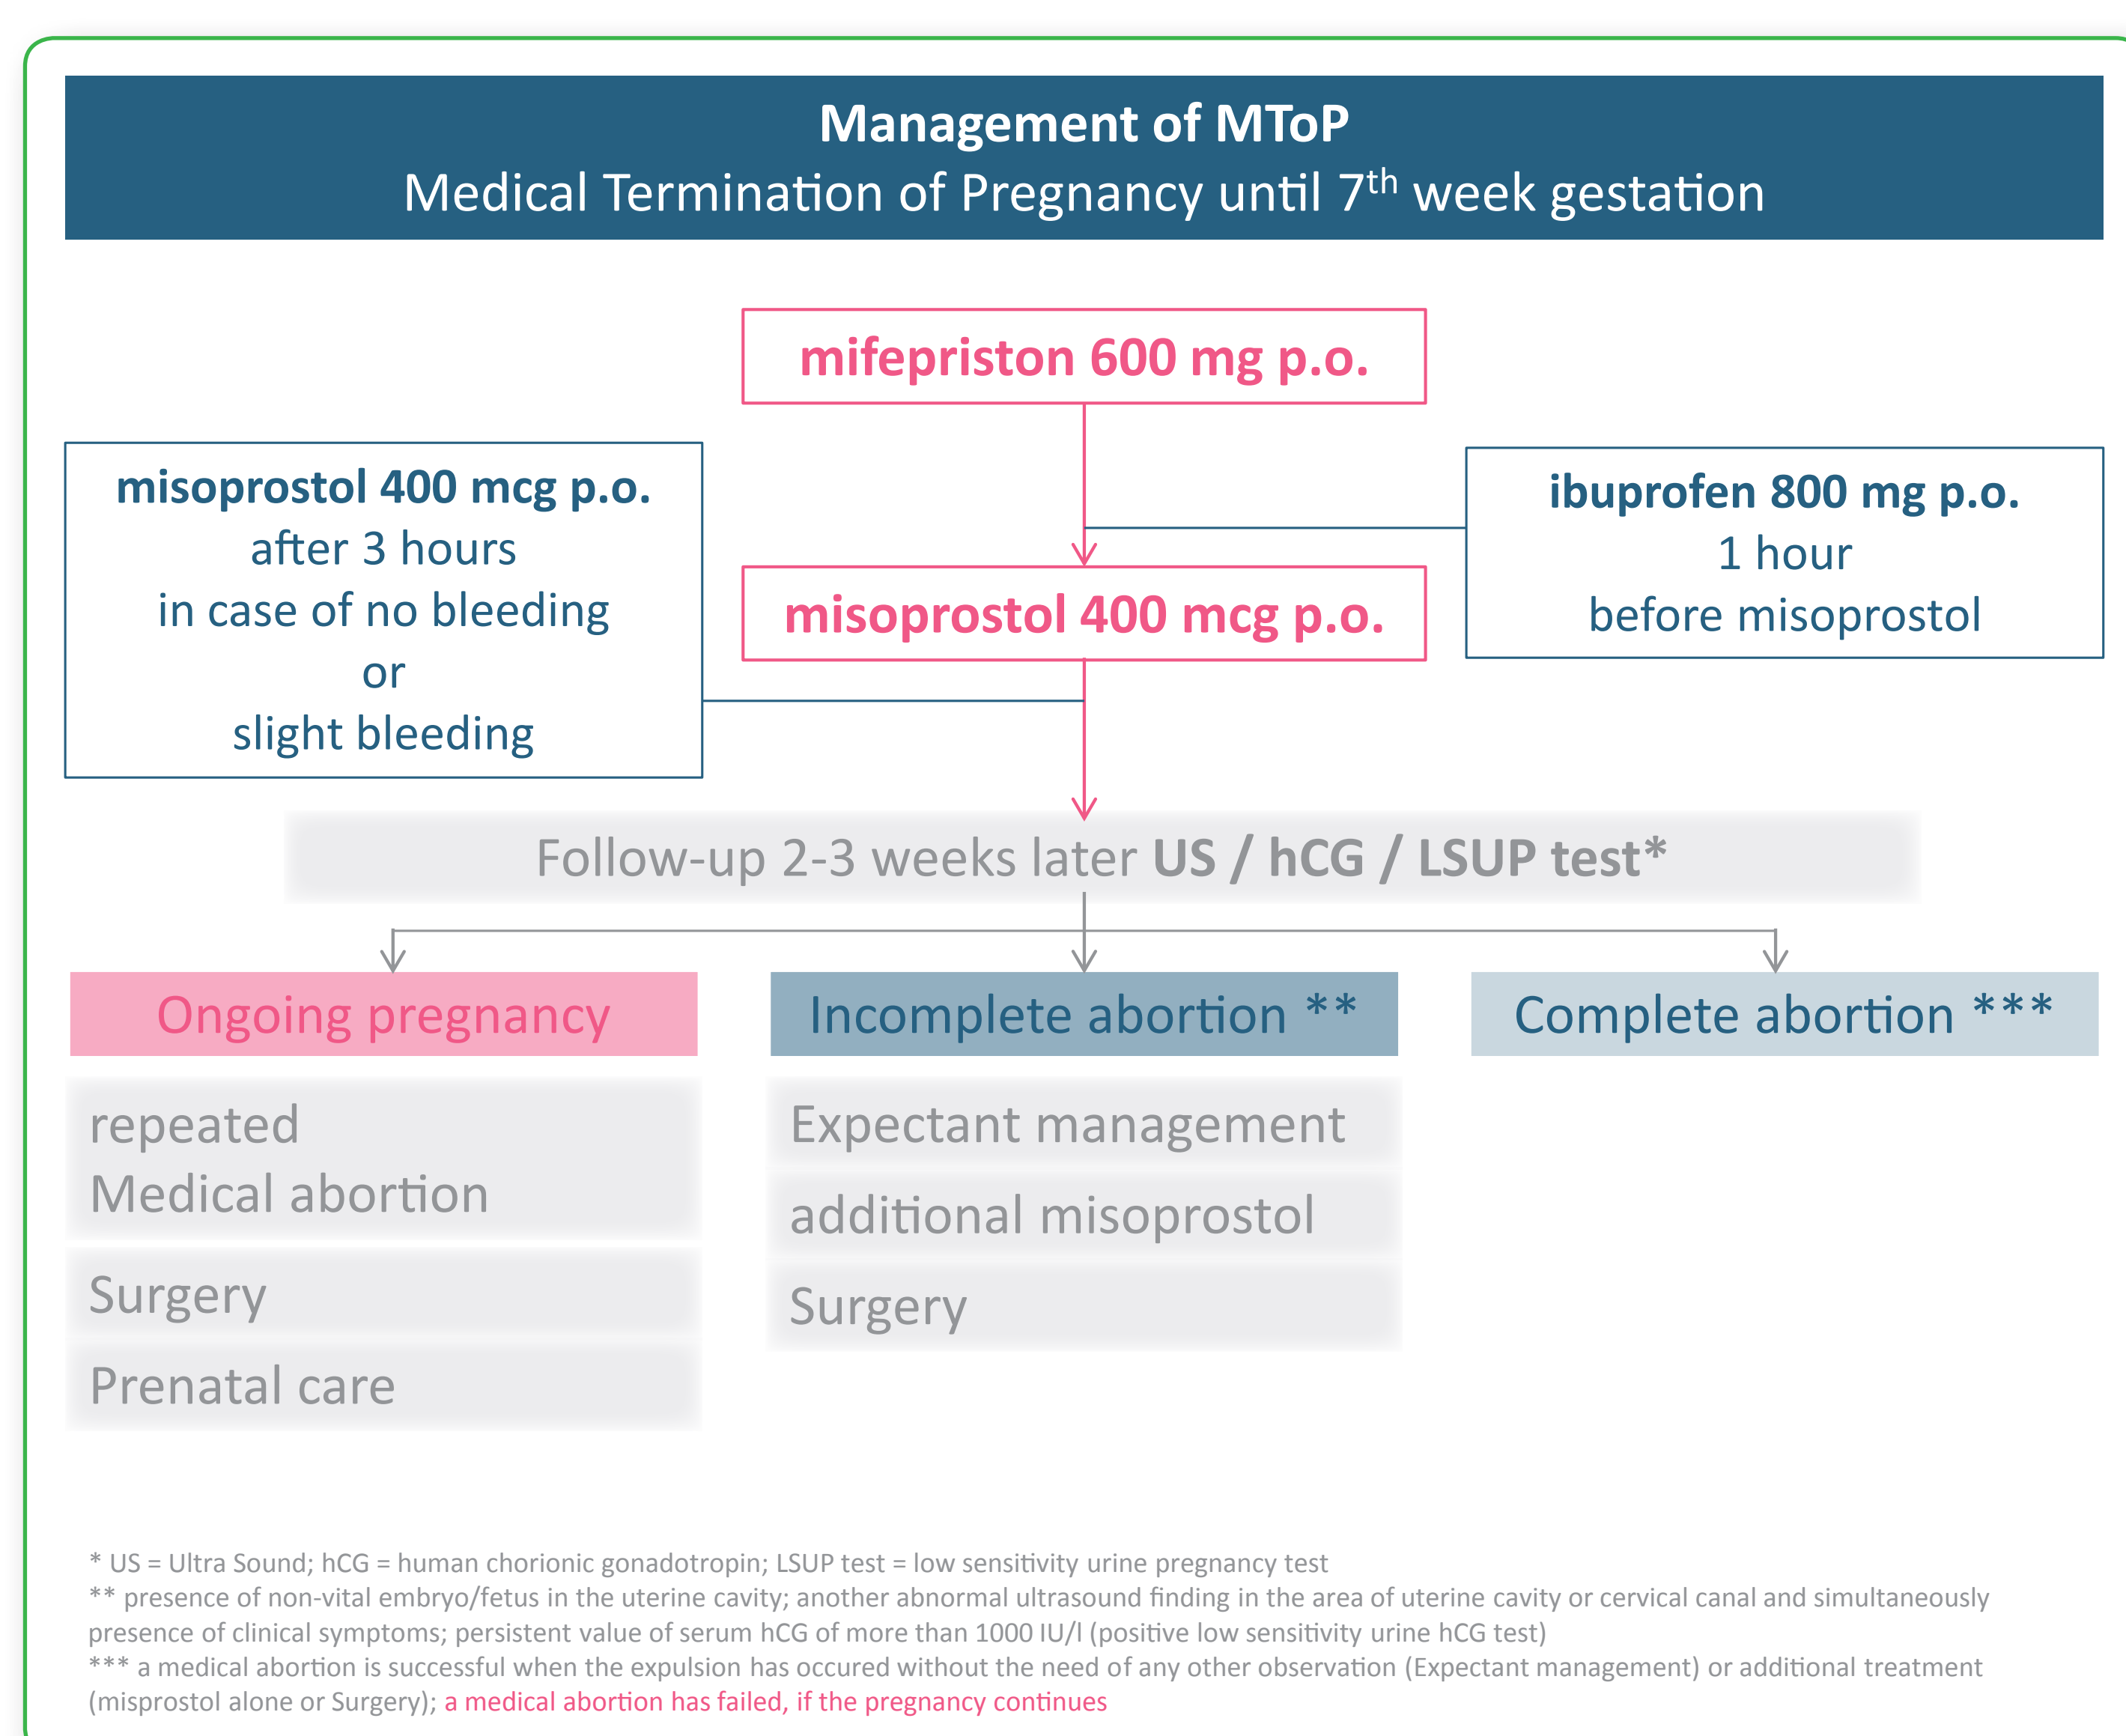 Management of MToP
Medical Termination of Pregnancy until 7th week gestation
mifepriston 600 mg p.o.
misoprostol 400 mcg p.o.
after 3 hours
in case of no bleeding
or
slight bleeding
ibuprofen 800 mg p.o.
1 hour
before misoprostol
misoprostol 400 mcg p.o.
Follow-up 2-3 weeks later US / hCG / LSUP test*
Ongoing pregnancy
repeated
Medical abortion
Surgery
Prenatal care
Incomplete abortion **
Expectant management
additional misoprostol
Surgery
Complete abortion ***
* US = Ultra Sound; hCG = human chorionic gonadotropin; LSUP test = low sensitivity urine pregnancy test
** presence of non-vital embryo/fetus in the uterine cavity; another abnormal ultrasound finding in the area of uterine cavity or cervical canal and simultaneously
presence of clinical symptoms; persistent value of serum hCG of more than 1000 IU/l (positive low sensitivity urine hCG test)
*** a medical abortion is successful when the expulsion has occured without the need of any other observation (Expectant management) or additional treatment
(misprostol alone or Surgery); a medical abortion has failed, if the pregnancy continues